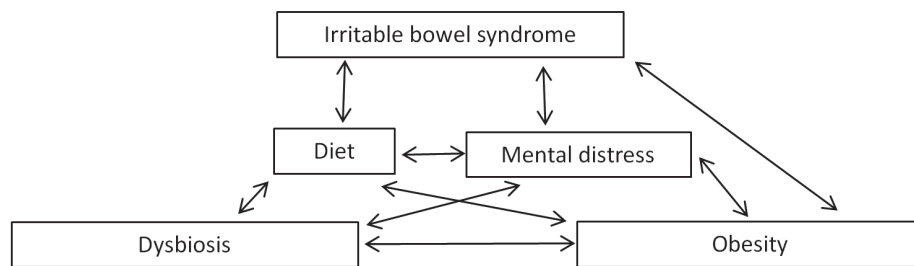 Irritable bowel syndrome
Diet
Mental distress
Dysbiosis
Obesity